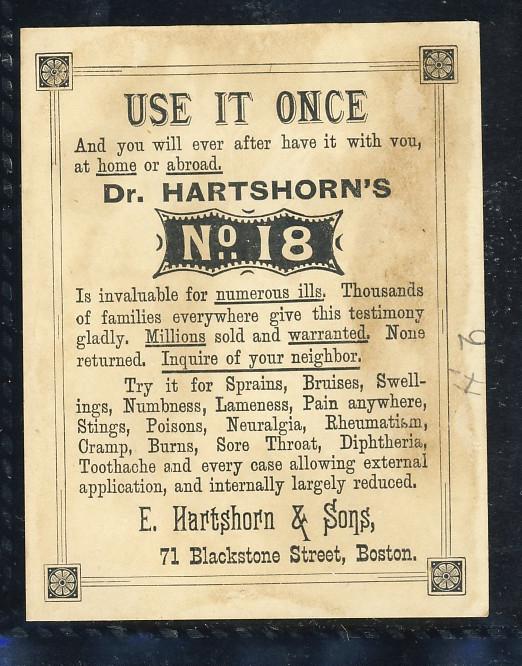 USE IT ONCE
And you will ever after have it with you,
at home or abroad.
Dr. HARTSHORN'S
No. 18
Is invaluable for numerous ills. Thousands
of families everywhere give this testimony
gladly. Millions sold and warranted. None
returned. Inquire of your neighbor.
Try it for Sprains, Bruises, Swell-
ings, Numbness, Lameness, Pain anywhere,
Stings, Poisons, Neuralgia, Rheumatism,
Cramp, Burns, Sore Throat, Diphtheria,
Toothache and every case allowing external
application, and internally largely reduced.
E. Hartshorn & Sons,
71 Blackstone Street, Boston.